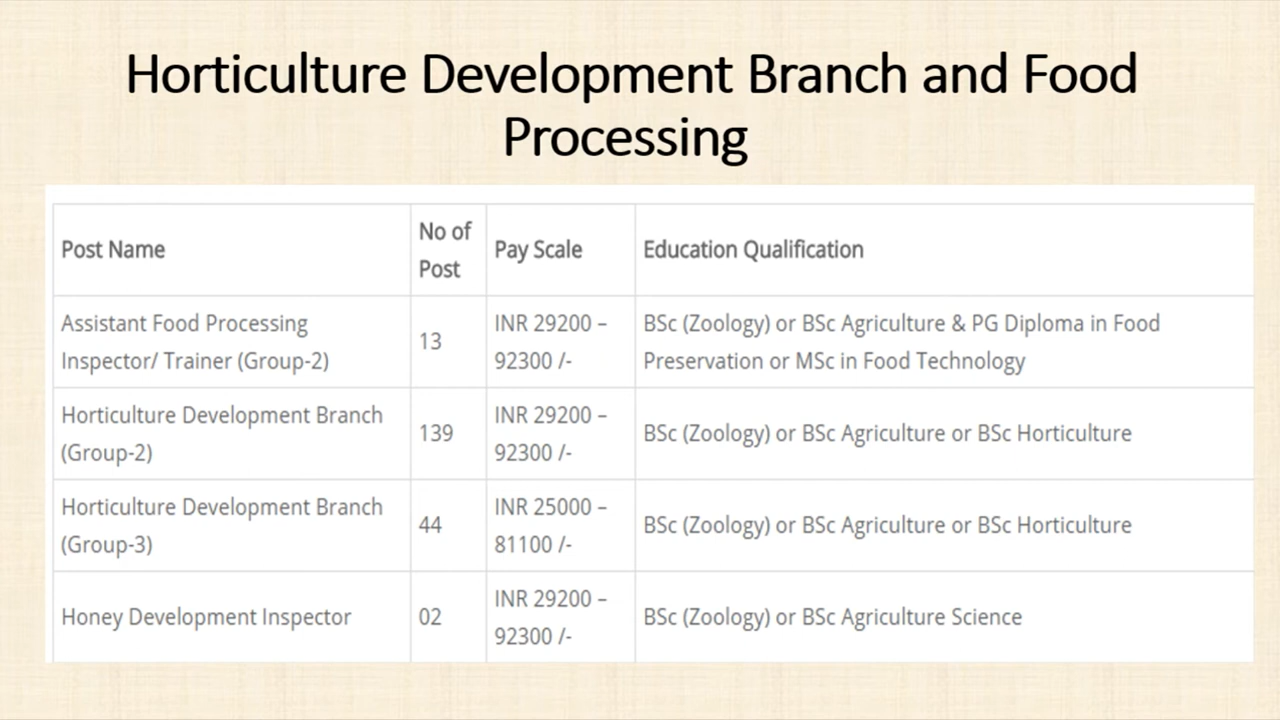 Horticulture Development Branch and Food
Processing
Post Name
No of
Post
Pay Scale
Education Qualification
Assistant Food Processing
Inspector/ Trainer (Group-2)
13
INR 29200 –
92300 /-
BSc (Zoology) or BSc Agriculture & PG Diploma in Food
Preservation or MSc in Food Technology
Horticulture Development Branch
(Group-2)
139
INR 29200 –
92300 /-
BSc (Zoology) or BSc Agriculture or BSc Horticulture
Horticulture Development Branch
(Group-3)
44
INR 25000 –
81100 /-
BSc (Zoology) or BSc Agriculture or BSc Horticulture
Honey Development Inspector
02
INR 29200 –
92300 /-
BSc (Zoology) or BSc Agriculture Science